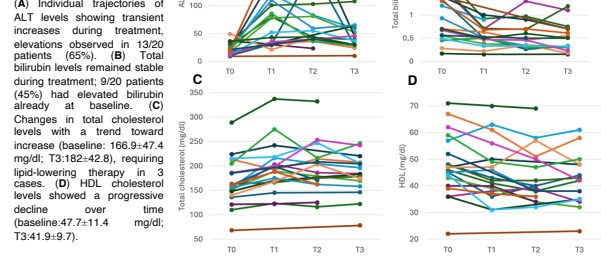 (A) Individual trajectories of
ALT levels showing transient
increases during treatment,
elevations observed in 13/20
patients (65%). (B) Total
bilirubin levels remained stable
during treatment; 9/20 patients
(45%) had elevated bilirubin
already at baseline. (C)
Changes in total cholesterol
levels with a trend toward
increase (baseline: 166.9±47.4
mg/dl; T3:182±42.8), requiring
lipid-lowering therapy in 3
cases. (D) HDL cholesterol
levels showed a progressive
decline over time
(baseline:47.7±11.4 mg/dl;
T3:41.9±9.7).
100
50
0
T0 T1 T2 T3
1
0,5
0
T0 T1 T2 T3
C
Total cholesterol (mg/dl)
350
300
250
200
150
100
50
T0 T1 T2 T3
D
HDL (mg/dl)
70
60
50
40
30
20
T0 T1 T2 T3